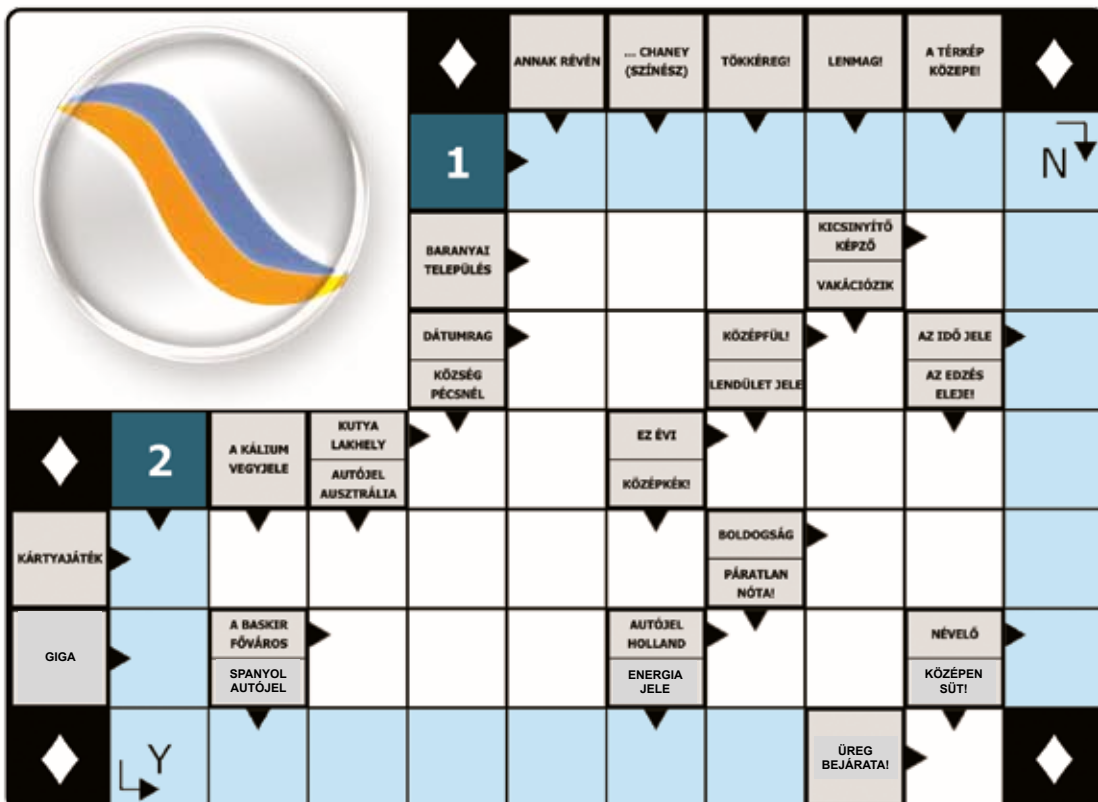 ANNAK RÉVÉN
... CHANEY
(SZÍNÉSZ)
TÖKKÉREG!
LENMAG!
A TÉRKÉP
KÖZEPE!
1
N
BARANYAI
TELEPÜLÉS
KICSINYÍTŐ
KÉPZŐ
VAKÁCIÓZIK
DÁTUMRAG
KÖZSÉG
PÉCSNÉL
KÖZÉPFÜL!
LENDÜLET JELE
AZ IDŐ JELE
AZ EDZÉS
ELEJE!
2
A KÁLIUM
VEGYJELE
KUTYA
LAKHELY
AUTÓJEL
AUSZTRÁLIA
EZ ÉVI
KÖZÉPKÉK!
KÁRTYAJÁTÉK
BOLDOGSÁG
PÁRATLAN
NÓTA!
GIGA
A BASKIR
FŐVÁROS
SPANYOL
AUTÓJEL
AUTÓJEL
HOLLAND
ENERGIA
JELE
NÉVELŐ
KÖZÉPEN
SÜT!
Y
ÜREG
BEJÁRATA!